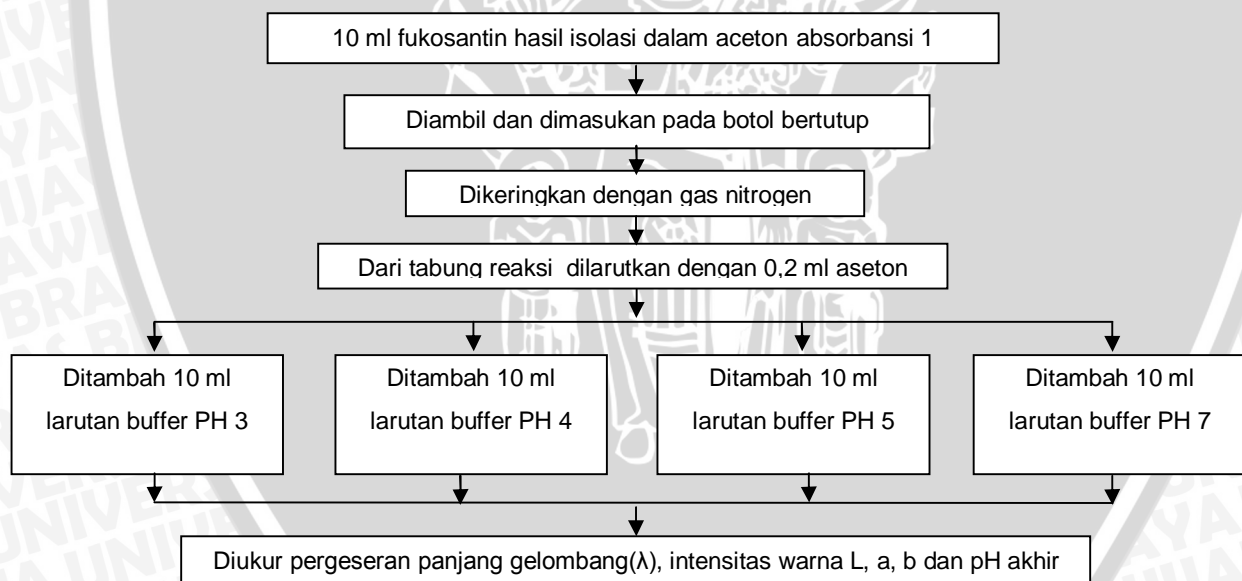 10 ml fukosantin hasil isolasi dalam aceton absorbansi 1
Diambil dan dimasukan pada botol bertutup
Dikeringkan dengan gas nitrogen
Dari tabung reaksi dilarutkan dengan 0,2 ml aseton
Ditambah 10 ml
larutan buffer PH 3
Ditambah 10 ml
larutan buffer PH 4
Ditambah 10 ml
larutan buffer PH 5
Ditambah 10 ml
larutan buffer PH 7
Diukur pergeseran panjang gelombang(λ), intensitas warna L, a, b dan pH akhir